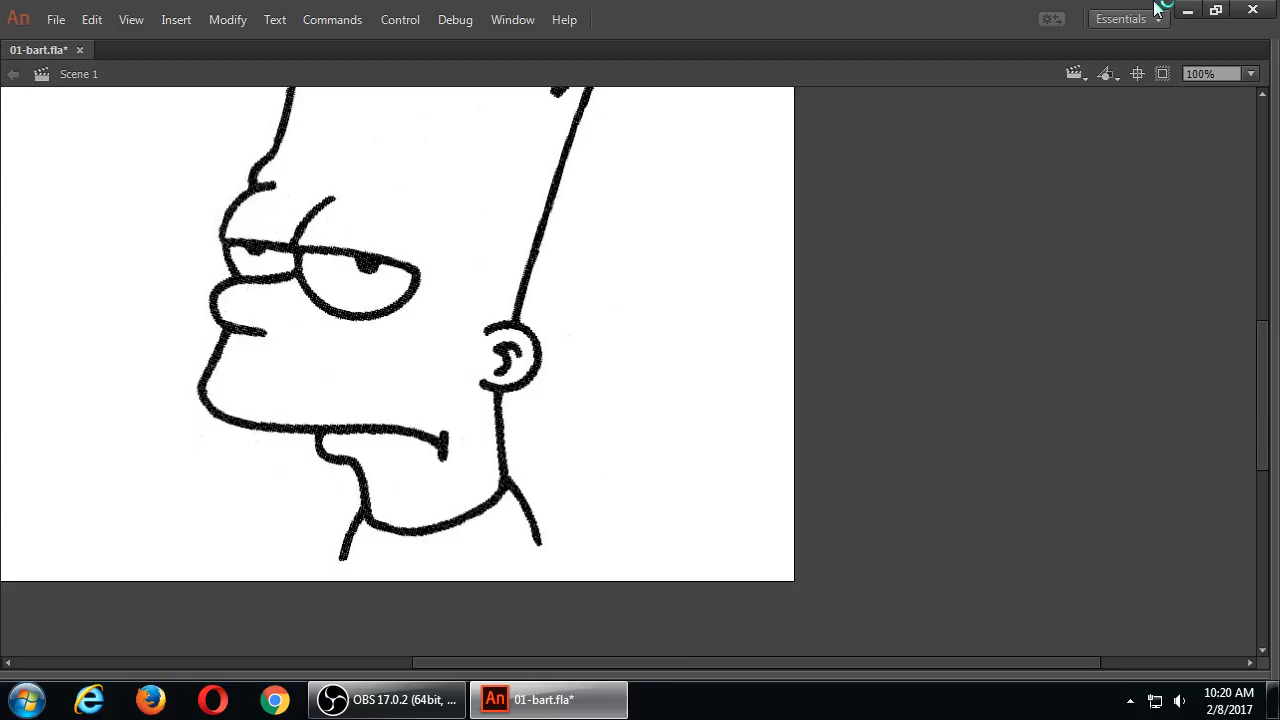 An File Edit View Insert Modify Text Commands Control Debug Window Help Essentials
01-bart.fla*
Scene 1 100%
OBS 17.0.2 (64bit, ... An 01-bart.fla* 10:20 AM
2/8/2017